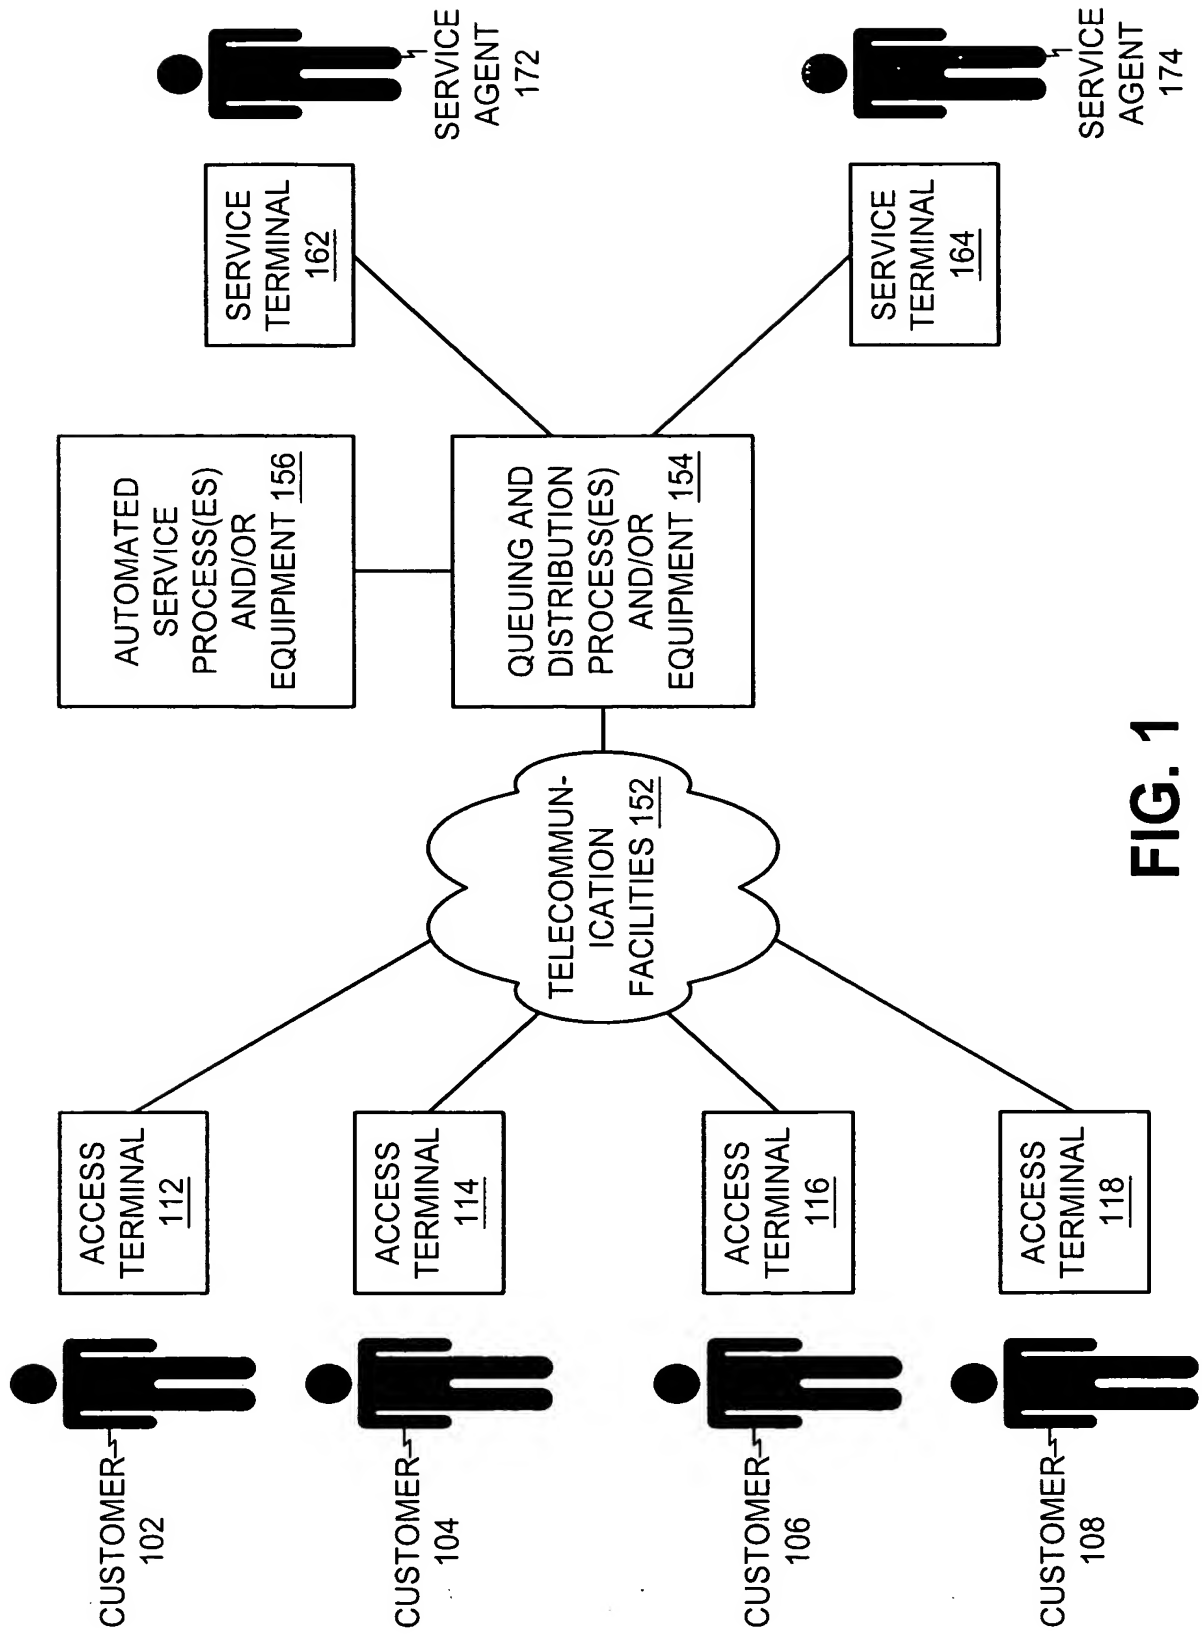 CUSTOMER
102
CUSTOMER
104
CUSTOMER
106
CUSTOMER
108
ACCESS
TERMINAL
112
ACCESS
TERMINAL
114
ACCESS
TERMINAL
116
ACCESS
TERMINAL
118
TELECOMMUN-
ICATION
FACILITIES 152
AUTOMATED
SERVICE
PROCESS(ES)
AND/OR
EQUIPMENT 156
QUEUING AND
DISTRIBUTION
PROCESS(ES)
AND/OR
EQUIPMENT 154
SERVICE
TERMINAL
162
SERVICE
TERMINAL
164
SERVICE
AGENT
172
SERVICE
AGENT
174
FIG. 1